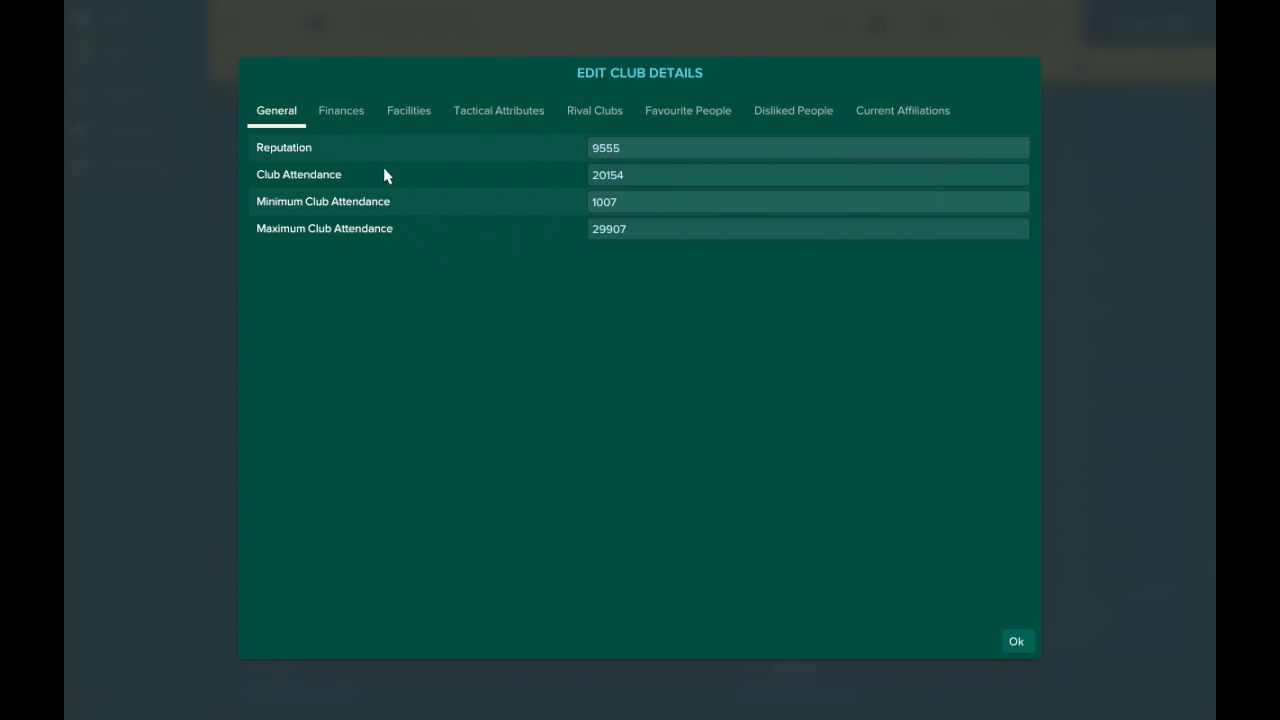 EDIT CLUB DETAILS
General Finances Facilities Tactical Attributes Rival Clubs Favourite People Disliked People Current Affiliations
Reputation 9555
Club Attendance 20154
Minimum Club Attendance 1007
Maximum Club Attendance 29907
Ok